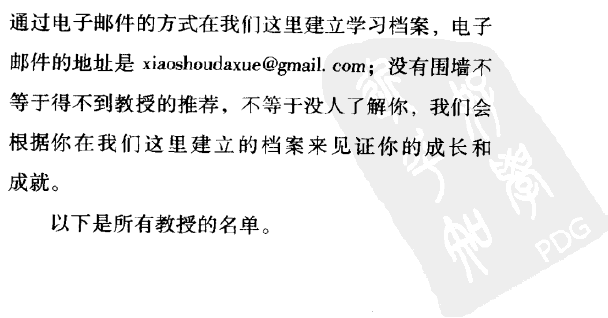 通过电子邮件的方式在我们这里建立学习档案，电子
邮件的地址是 xiaoshoudaxue@gmail. com；没有围墙不
等于得不到教授的推荐，不等于没人了解你，我们会
根据你在我们这里建立的档案来见证你的成长和
成就。
以下是所有教授的名单。
PDG